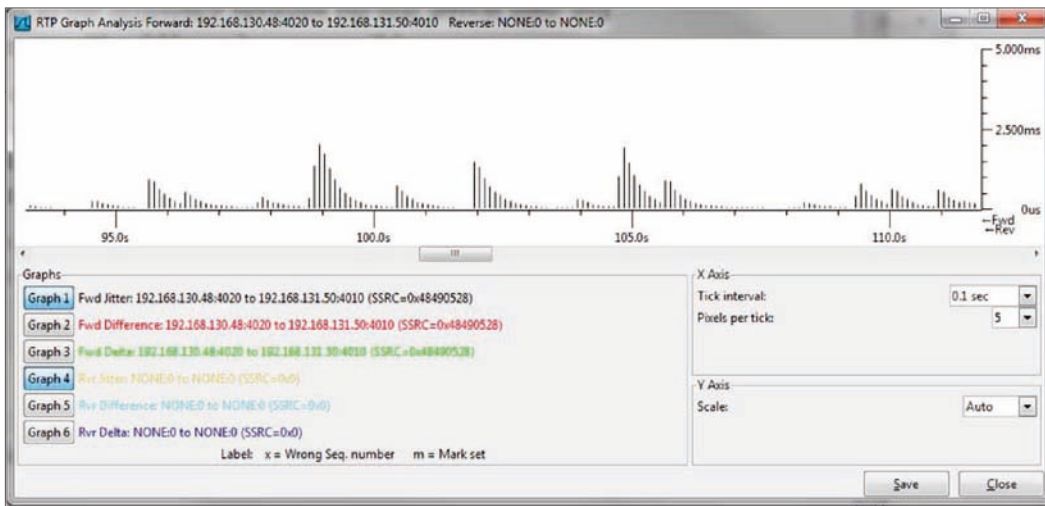 RTP Graph Analysis Forward: 192.168.130.48:4020 to 192.168.131.50:4010 Reverse: NONE:0 to NONE:0
5.000ms
2.500ms
0us
←Fwd
←Rev
95.0s 100.0s 105.0s 110.0s
Graphs
Graph 1 Fwd Jitter: 192.168.130.48:4020 to 192.168.131.50:4010 (SSRC=0x48490528)
Graph 2 Fwd Difference: 192.168.130.48:4020 to 192.168.131.50:4010 (SSRC=0x48490528)
Graph 3 Fwd Delta: 192.168.130.48:4020 to 192.168.131.50:4010 (SSRC=0x48490528)
Graph 4 Rvr Jitter: NONE:0 to NONE:0 (SSRC=0x0)
Graph 5 Rvr Difference: NONE:0 to NONE:0 (SSRC=0x0)
Graph 6 Rvr Delta: NONE:0 to NONE:0 (SSRC=0x0)
Label: x = Wrong Seq. number m = Mark set
X Axis
Tick interval: 0.1 sec
Pixels per tick: 5
Y Axis
Scale: Auto
Save Close